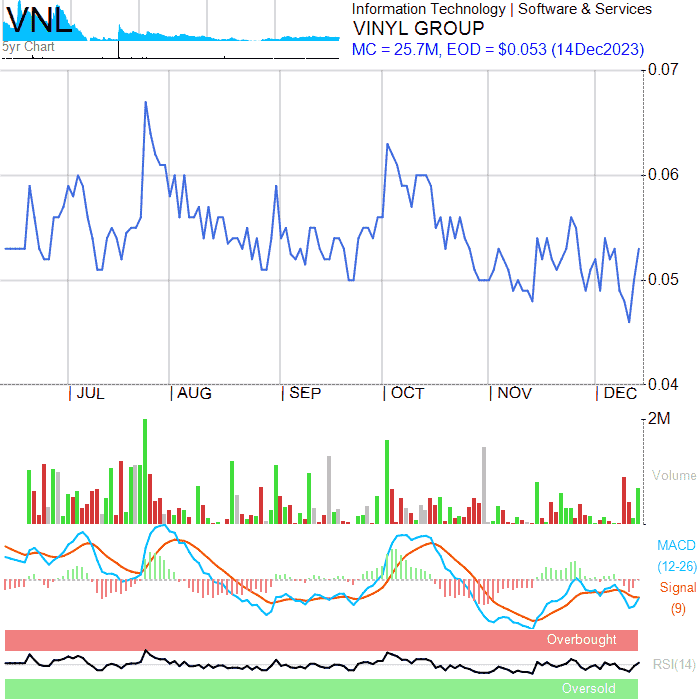 VNL
5yr Chart
Information Technology | Software & Services
VINYL GROUP
MC = 25.7M, EOD = $0.053 (14Dec2023)
0.07
0.06
0.05
0.04
| JUL | AUG | SEP | OCT | NOV | DEC
2M
Volume
MACD
(12-26)
Signal
(9)
Overbought
RSI(14)
Oversold